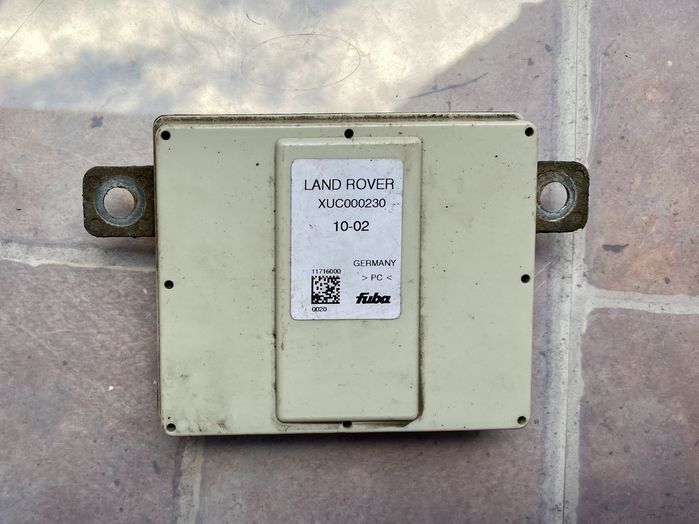 LAND ROVER
XUC000230
10-02
GERMANY
11716000
> PC <
0020
fuba